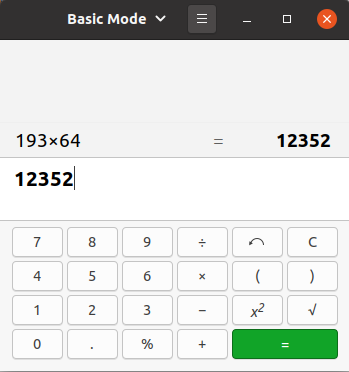 Basic Mode
193×64 = 12352
12352
7 8 9 ÷ C
4 5 6 × ( )
1 2 3 − x² √
0 . % + =